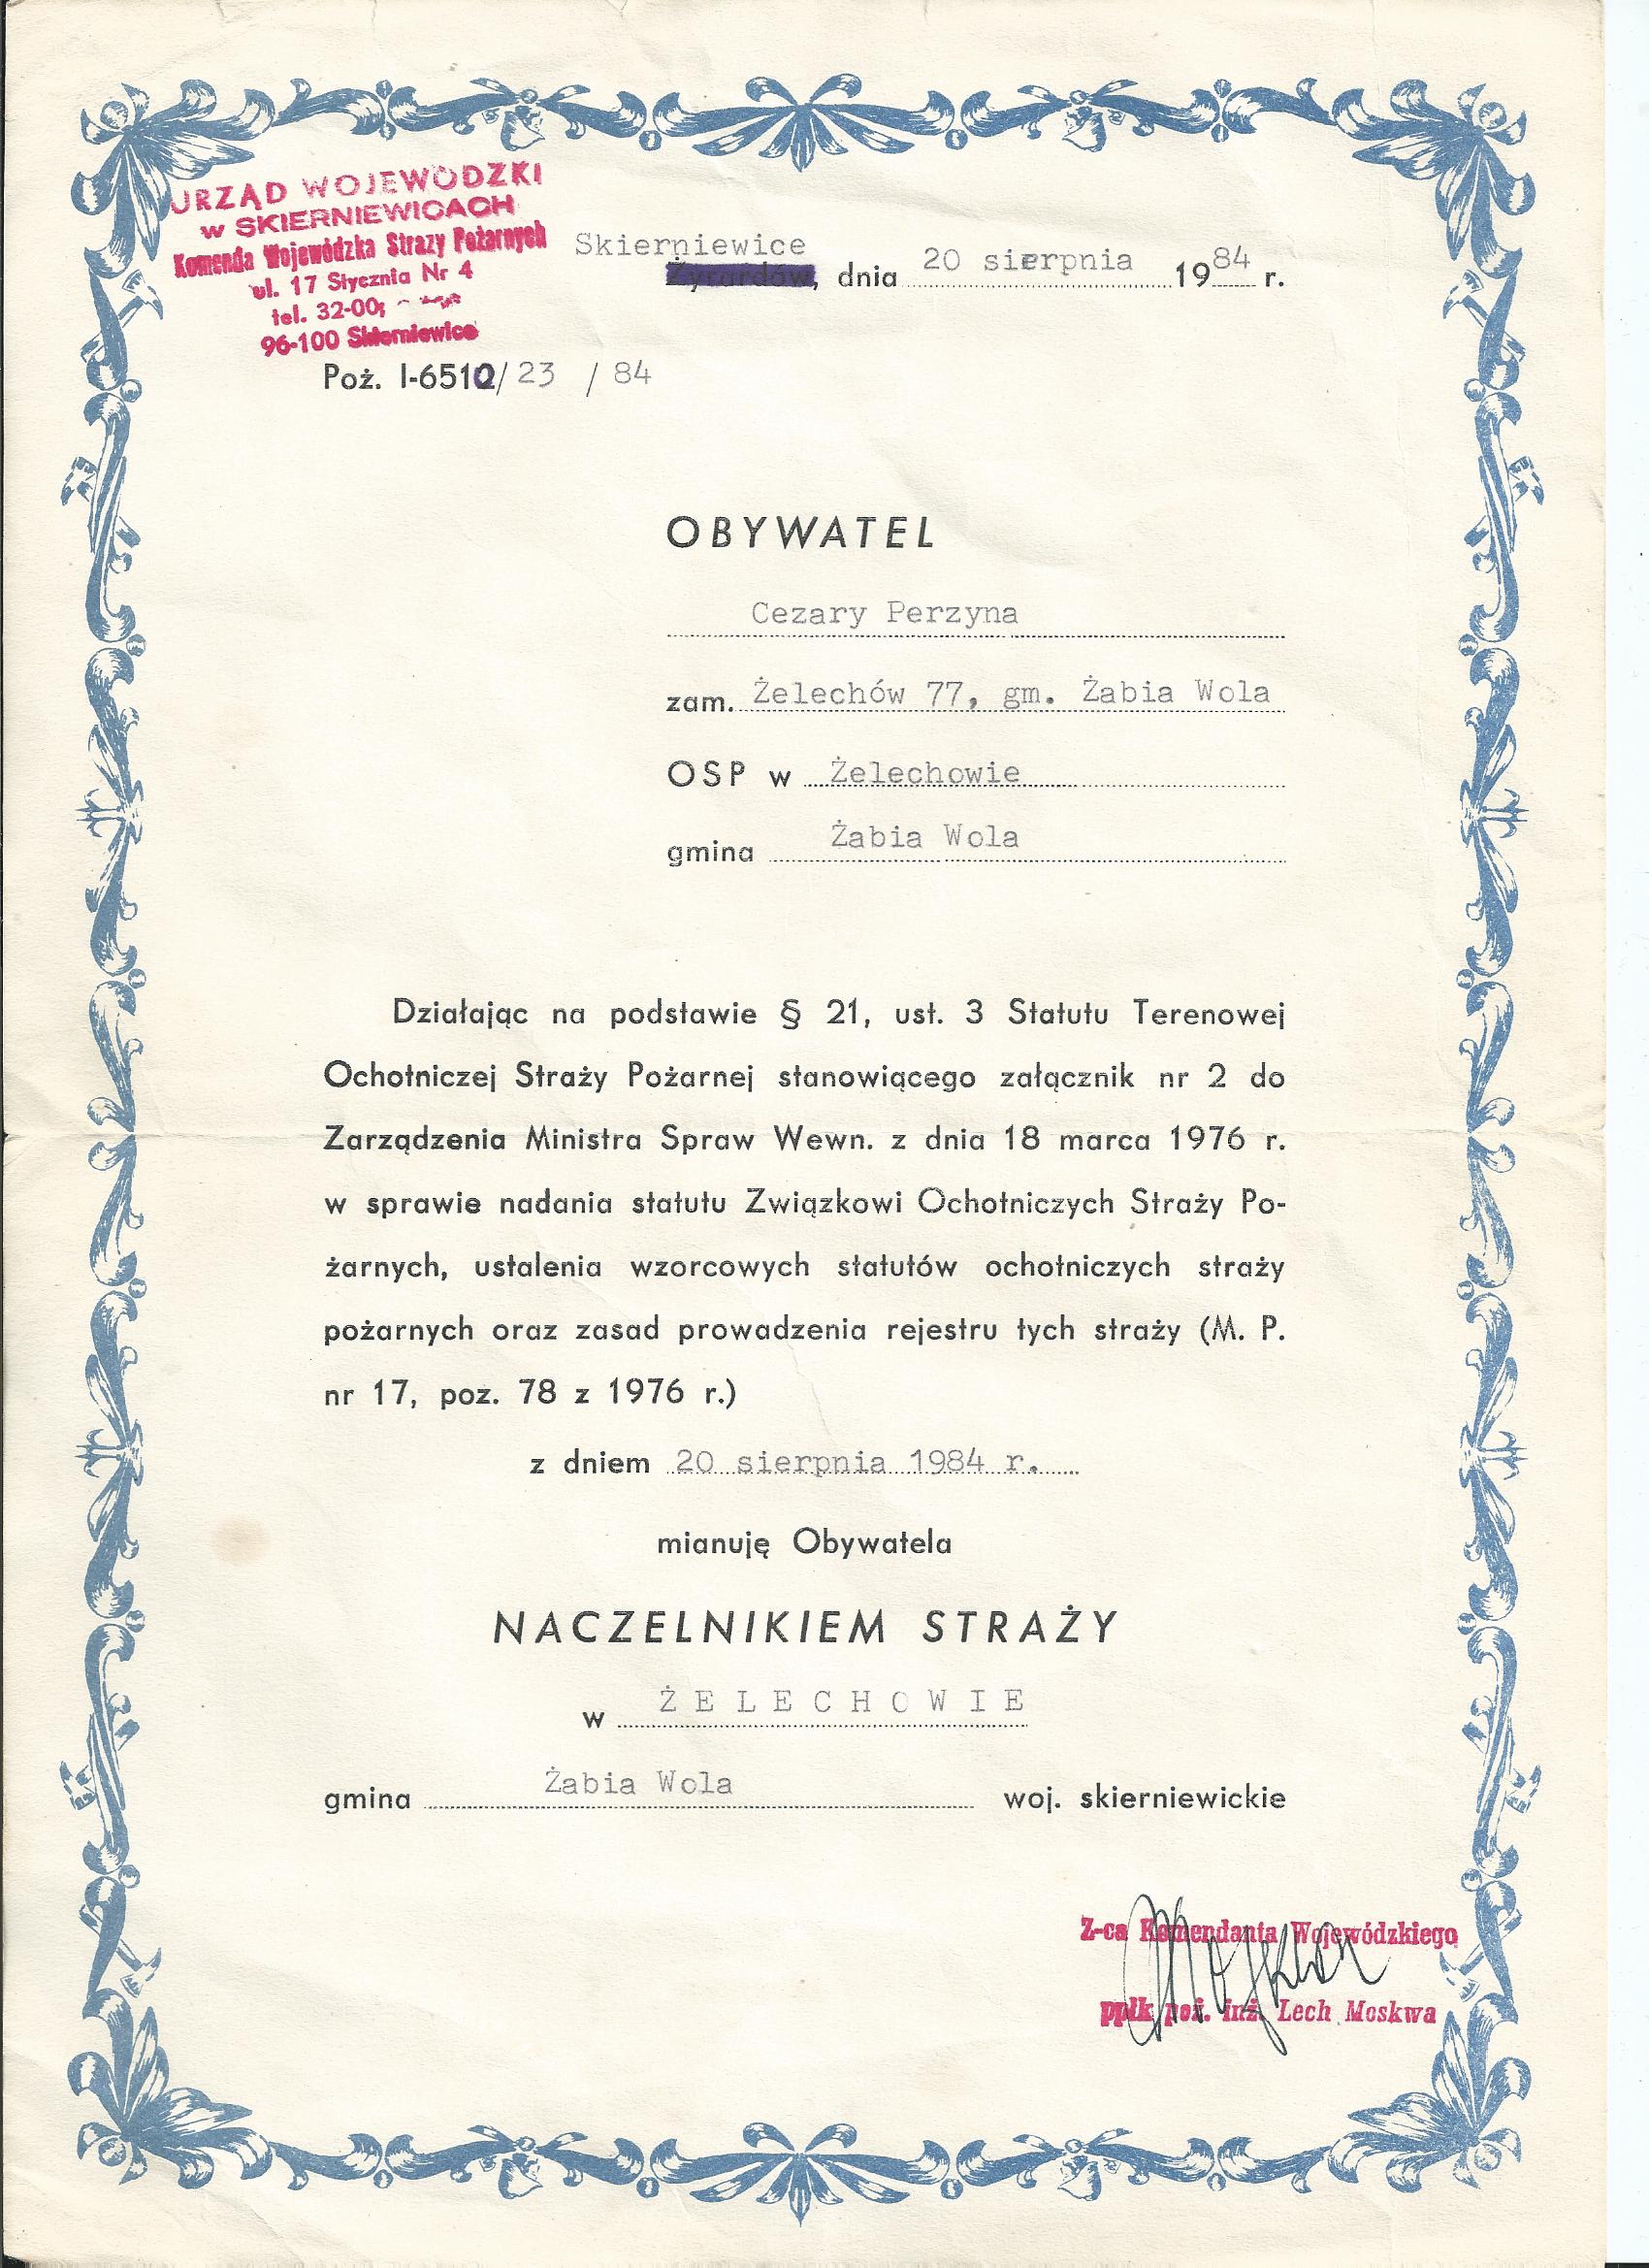 URZĄD WOJEWÓDZKI
w SKIERNIEWICACH
Komenda Wojewódzka Straży Pożarnych
ul. 17 Stycznia Nr 4
tel. 32-00,
96-100 Skierniewice
Skierniewice
Żyrardów, dnia 20 sierpnia 1984 r.
Poż. I-6510/23 / 84
OBYWATEL
Cezary Perzyna
zam. Żelechów 77, gm. Żabia Wola
OSP w Żelechowie
gmina Żabia Wola
Działając na podstawie § 21, ust. 3 Statutu Terenowej
Ochotniczej Straży Pożarnej stanowiącego załącznik nr 2 do
Zarządzenia Ministra Spraw Wewn. z dnia 18 marca 1976 r.
w sprawie nadania statutu Związkowi Ochotniczych Straży Po-
żarnych, ustalenia wzorcowych statutów ochotniczych straży
pożarnych oraz zasad prowadzenia rejestru tych straży (M. P.
nr 17, poz. 78 z 1976 r.)
z dniem 20 sierpnia 1984 r.
mianuję Obywatela
NACZELNIKIEM STRAŻY
w ŻELECHOWIE
gmina Żabia Wola woj. skierniewickie
Z-ca Komendanta Wojewódzkiego
ppłk poż. inż. Lech Moskwa